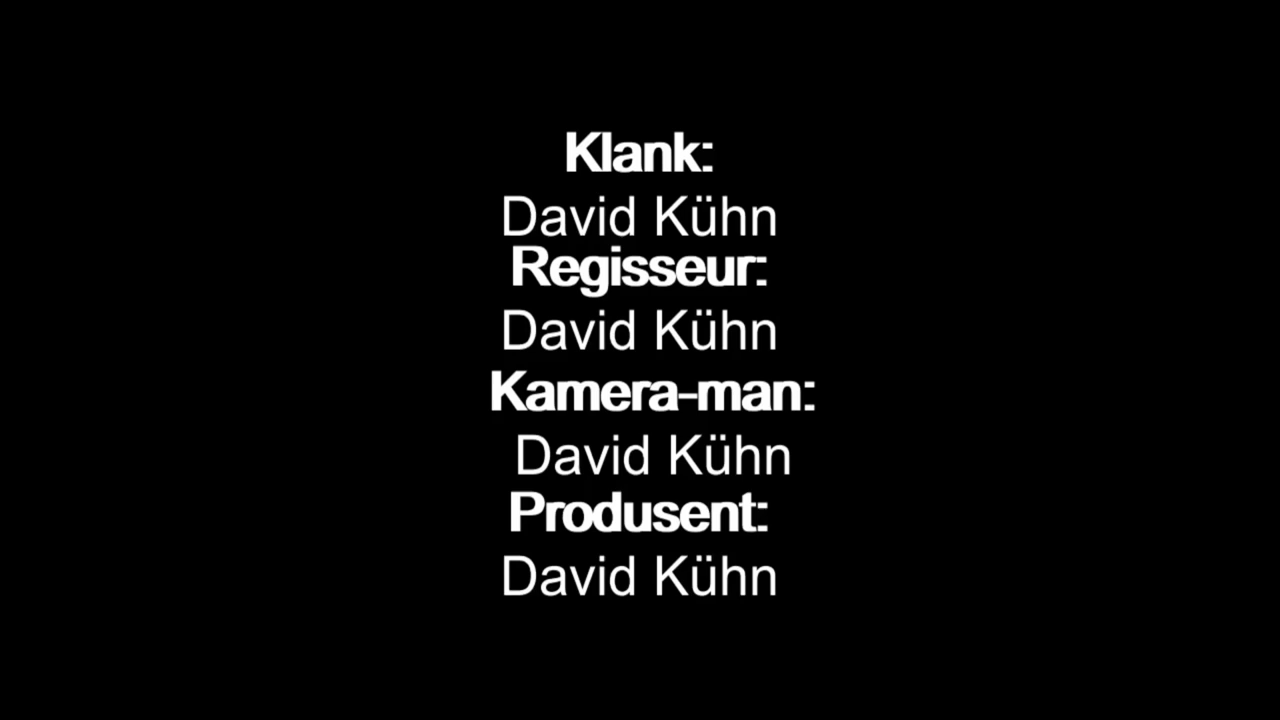 Klank:
David Kühn
Regisseur:
David Kühn
Kamera-man:
David Kühn
Produsent:
David Kühn